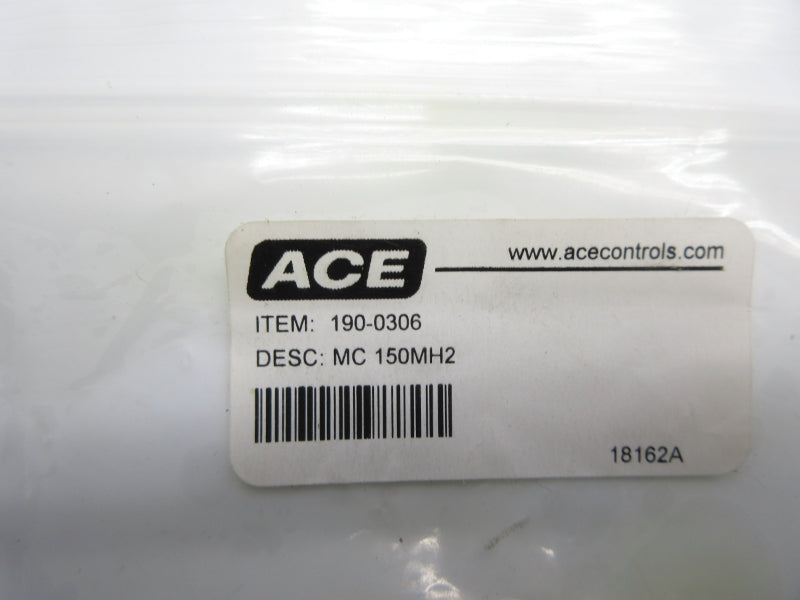 ACE
www.acecontrols.com
ITEM: 190-0306
DESC: MC 150MH2
18162A